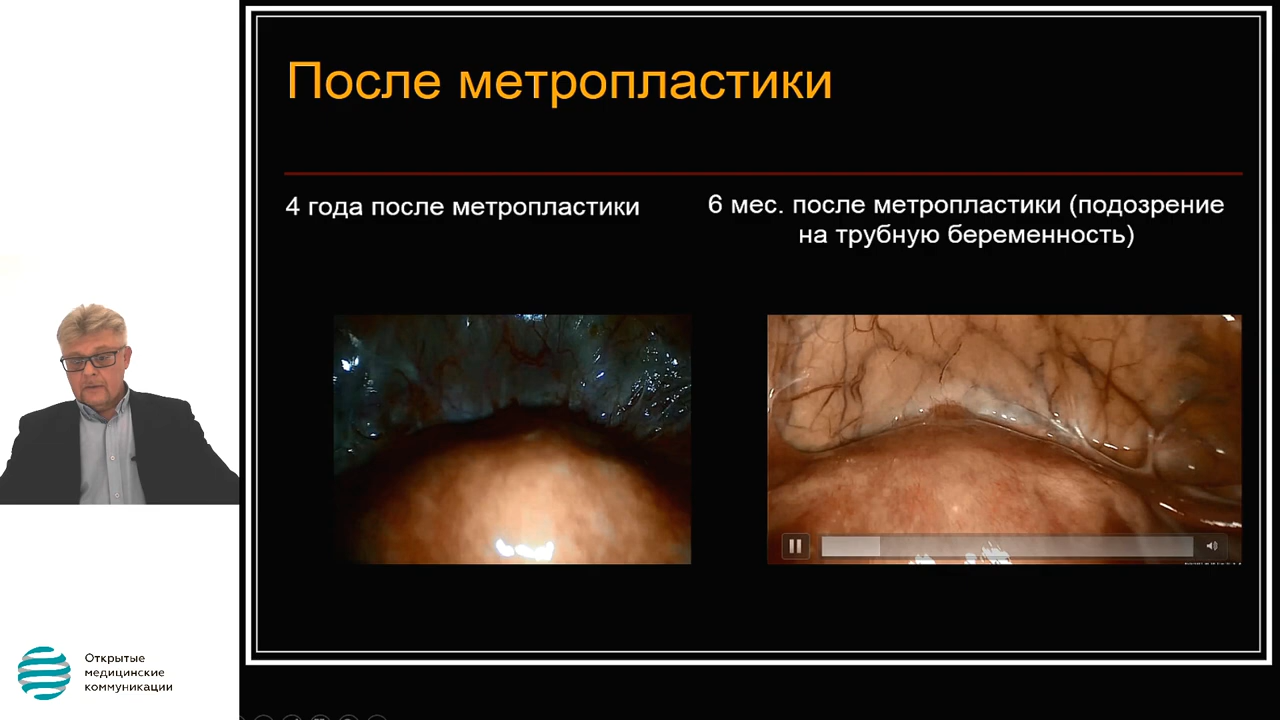 После метропластики
4 года после метропластики
6 мес. после метропластики (подозрение
на трубную беременность)
Открытые
медицинские
коммуникации